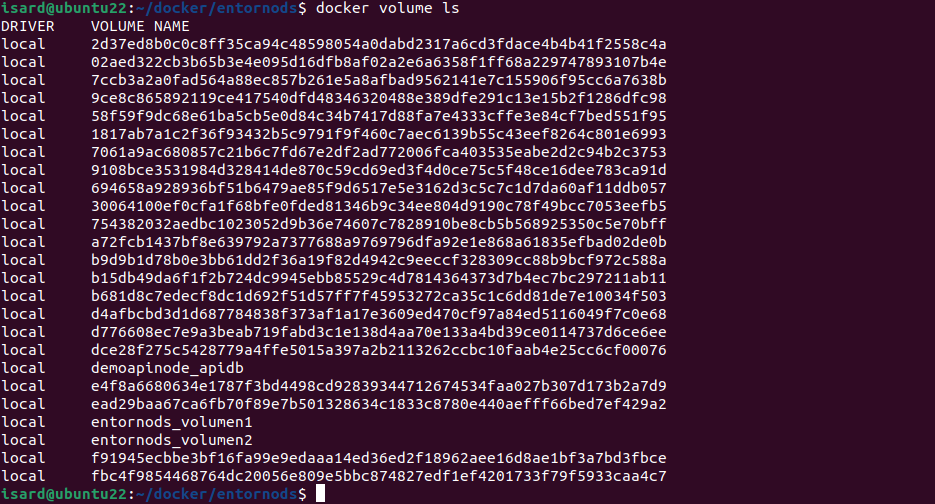 isard@ubuntu22:~/docker/entornods$ docker volume ls
DRIVER    VOLUME NAME
local     2d37ed8b0c0c8ff35ca94c48598054a0dabd2317a6cd3fdace4b4b41f2558c4a
local     02aed322cb3b65b3e4e095d16dfb8af02a2e6a6358f1ff68a229747893107b4e
local     7ccb3a2a0fad564a88ec857b261e5a8afbad9562141e7c155906f95cc6a7638b
local     9ce8c865892119ce417540dfd48346320488e389dfe291c13e15b2f1286dfc98
local     58f59f9dc68e61ba5cb5e0d84c34b7417d88fa7e4333cffe3e84cf7bed551f95
local     1817ab7a1c2f36f93432b5c9791f9f460c7aec6139b55c43eef8264c801e6993
local     7061a9ac680857c21b6c7fd67e2df2ad772006fca403535eabe2d2c94b2c3753
local     9108bce3531984d328414de870c59cd69ed3f4d0ce75c5f48ce16dee783ca91d
local     694658a928936bf51b6479ae85f9d6517e5e3162d3c5c7c1d7da60af11ddb057
local     30064100ef0cfa1f68bfe0fded81346b9c34ee804d9190c78f49bcc7053eefb5
local     754382032aedbc1023052d9b36e74607c7828910be8cb5b568925350c5e70bff
local     a72fcb1437bf8e639792a7377688a9769796dfa92e1e868a61835efbad02de0b
local     b9d9b1d78b0e3bb61dd2f36a19f82d4942c9eeccf328309cc88b9bcf972c588a
local     b15db49da6f1f2b724dc9945ebb85529c4d7814364373d7b4ec7bc297211ab11
local     b681d8c7edecf8dc1d692f51d57ff7f45953272ca35c1c6dd81de7e10034f503
local     d4afbcbd3d1d687784838f373af1a17e3609ed470cf97a84ed5116049f7c0e68
local     d776608ec7e9a3beab719fabd3c1e138d4aa70e133a4bd39ce0114737d6ce6ee
local     dce28f275c5428779a4ffe5015a397a2b2113262ccbc10faab4e25cc6cf00076
local     demoapinode_apidb
local     e4f8a6680634e1787f3bd4498cd92839344712674534faa027b307d173b2a7d9
local     ead29baa67ca6fb70f89e7b501328634c1833c8780e440aefff66bed7ef429a2
local     entornods_volumen1
local     entornods_volumen2
local     f91945ecbbe3bf16fa99e9edaaa14ed36ed2f18962aee16d8ae1bf3a7bd3fbce
local     fbc4f9854468764dc20056e809e5bbc874827edf1ef4201733f79f5933caa4c7
isard@ubuntu22:~/docker/entornods$